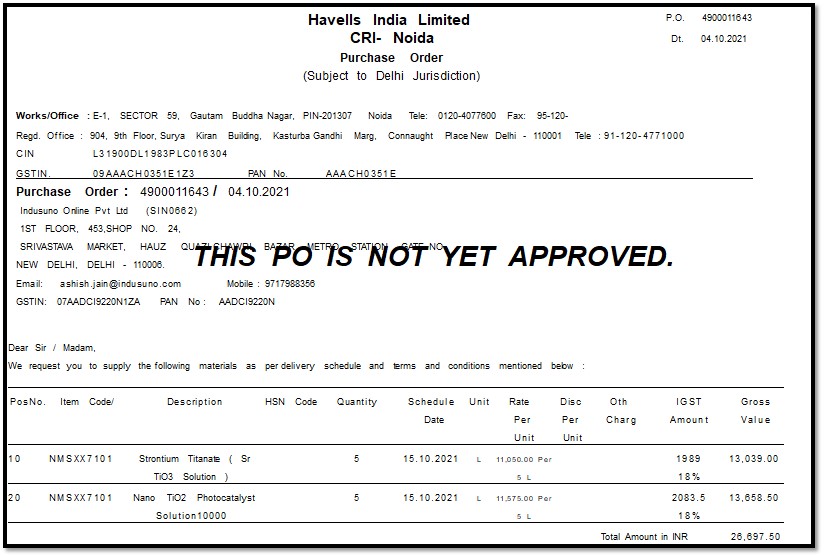 Havells India Limited
P.O. 4900011643
CRI- Noida
Dt. 04.10.2021
Purchase Order
(Subject to Delhi Jurisdiction)
Works/Office : E-1, SECTOR 59, Gautam Buddha Nagar, PIN-201307 Noida Tele: 0120-4077600 Fax: 95-120-
Regd. Office : 904, 9th Floor, Surya Kiran Building, Kasturba Gandhi Marg, Connaught Place New Delhi - 110001 Tele : 91-120-4771000
CIN L31900DL1983PLC016304
GSTIN. 09AAACH0351E1Z3 PAN No. AAACH0351E
Purchase Order : 4900011643 / 04.10.2021
Indusuno Online Pvt Ltd (SIN0662)
1ST FLOOR, 453,SHOP NO. 24,
SRIVASTAVA MARKET, HAUZ QUAZI CHAWRI BAZAR METRO STATION GATE NO
THIS PO IS NOT YET APPROVED.
NEW DELHI, DELHI - 110006.
Email: ashish.jain@indusuno.com Mobile : 9717988356
GSTIN: 07AADCI9220N1ZA PAN No : AADCI9220N
Dear Sir / Madam,
We request you to supply the following materials as per delivery schedule and terms and conditions mentioned below :
PosNo. Item Code/ Description HSN Code Quantity Schedule Unit Rate Disc Oth IGST Gross
Date Per Per Charg Amount Value
Unit Unit
10 NMSXX7101 Strontium Titanate ( Sr 5 15.10.2021 L 11,050.00 Per 1989 13,039.00
TiO3 Solution ) 5 L 18%
20 NMSXX7101 Nano TiO2 Photocatalyst 5 15.10.2021 L 11,575.00 Per 2083.5 13,658.50
Solution10000 5 L 18%
Total Amount in INR 26,697.50